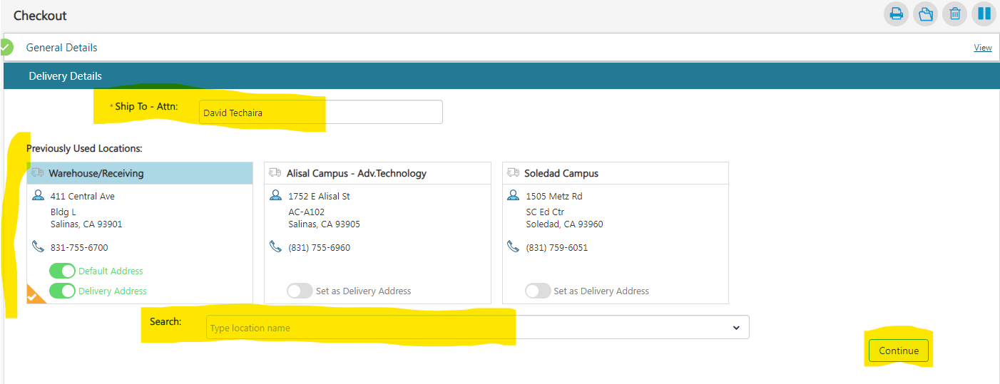 Checkout
General Details
View
Delivery Details
* Ship To - Attn:
David Techaira
Previously Used Locations:
Warehouse/Receiving
411 Central Ave
Bldg L
Salinas, CA 93901
831-755-6700
Default Address
Delivery Address
Alisal Campus - Adv.Technology
1752 E Alisal St
AC-A102
Salinas, CA 93905
(831) 755-6960
Set as Delivery Address
Soledad Campus
1505 Metz Rd
SC Ed Ctr
Soledad, CA 93960
(831) 759-6051
Set as Delivery Address
Search:
Type location name
Continue